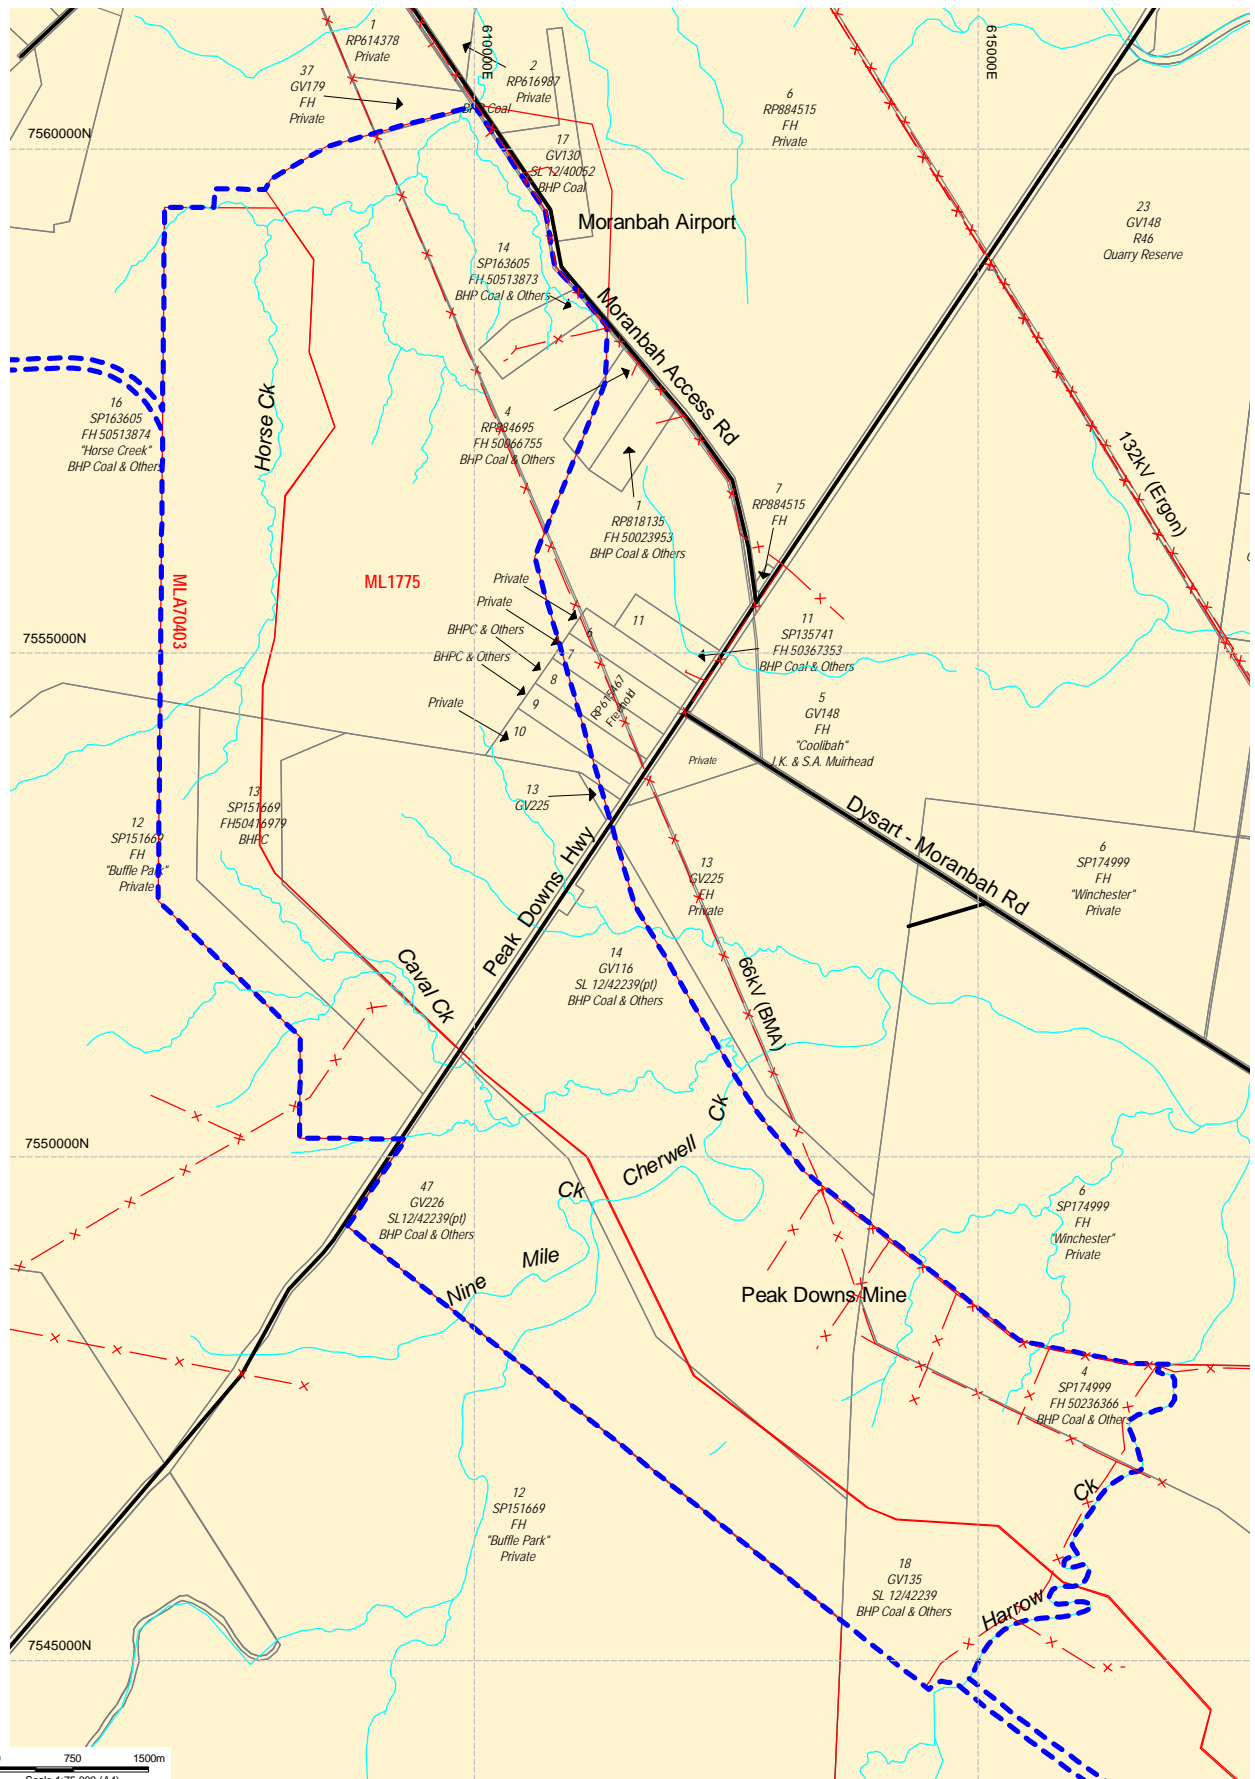 1
RP614378
Private
610000E
615000E
2
RP616987
Private
37
GV179
FH
Private
BHP Coal
6
RP884515
FH
Private
7560000N
17
GV130
SL 12/40052
BHP Coal
Moranbah Airport
23
GV148
R46
Quarry Reserve
14
SP163605
FH 50513873
BHP Coal & Others
Moranbah Access Rd
16
SP163605
FH 50513874
"Horse Creek"
BHP Coal & Others
Horse Ck
4
RP884695
FH 50066755
BHP Coal & Others
132kV (Ergon)
1
RP818135
FH 50023953
BHP Coal & Others
7
RP884515
FH
MLA70403
ML1775
Private
Private
BHPC & Others
BHPC & Others
Private
6
7
8
9
10
11
RP615467
Freehold
11
SP135741
FH 50367353
BHP Coal & Others
7555000N
5
GV148
FH
"Coolibah"
J.K. & S.A. Muirhead
Private
13
GV225
13
SP151669
FH50416979
BHPC
12
SP151669
FH
"Buffle Park"
Private
Peak Downs Hwy
Dysart - Moranbah Rd
13
GV225
FH
Private
6
SP174999
FH
"Winchester"
Private
Caval Ck
14
GV116
SL 12/42239(pt)
BHP Coal & Others
66kV (BMA)
7550000N
Cherwell Ck
47
GV226
SL12/42239(pt)
BHP Coal & Others
Nine Mile Ck
6
SP174999
FH
"Winchester"
Private
Peak Downs Mine
4
SP174999
FH 50236366
BHP Coal & Others
12
SP151669
FH
"Buffle Park"
Private
18
GV135
SL 12/42239
BHP Coal & Others
Harrow Ck
7545000N
750
1500m
Scale 1:75 000 (A4)